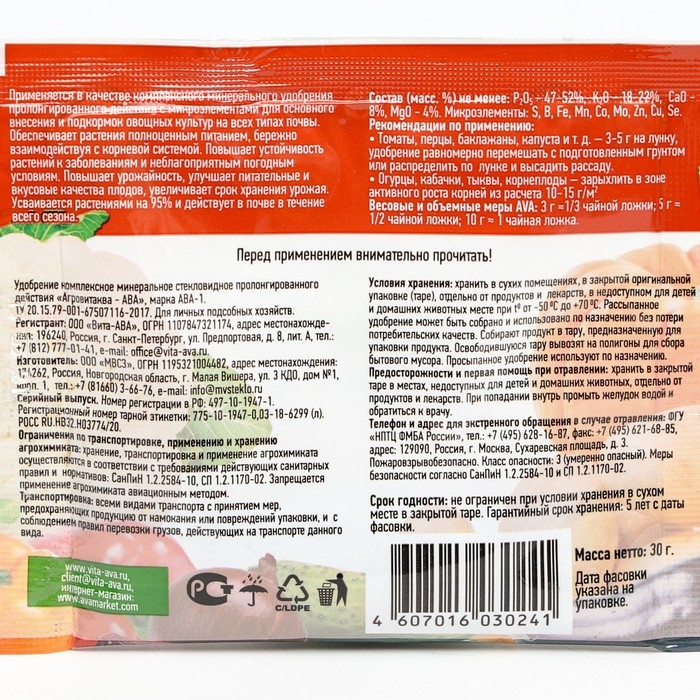 Применяется в качестве комплексного минерального удобрения
пролонгированного действия с микроэлементами для основного
внесения и подкормок овощных культур на всех типах почвы.
Обеспечивает растения полноценным питанием, бережно
взаимодействуя с корневой системой. Повышает устойчивость
растений к заболеваниям и неблагоприятным погодным
условиям. Повышает урожайность, улучшает питательные и
вкусовые качества плодов, увеличивает срок хранения урожая.
Усваивается растениями на 95% и действует в почве в течение
всего сезона.
Состав (масс. %) не менее: P₂O₅ - 47-52%, K₂O - 18-22%, CaO -
8%, MgO - 4%. Микроэлементы: S, B, Fe, Mn, Co, Mo, Zn, Cu, Se.
Рекомендации по применению:
• Томаты, перцы, баклажаны, капуста и т. д. – 3-5 г на лунку,
удобрение равномерно перемешать с подготовленным грунтом
или распределить по лунке и высадить рассаду.
• Огурцы, кабачки, тыквы, корнеплоды – зарыхлить в зоне
активного роста корней из расчета 10-15 г/м²
Весовые и объемные меры AVA: 3 г ≈1/3 чайной ложки; 5 г ≈
1/2 чайной ложки; 10 г ≈ 1 чайная ложка.
Перед применением внимательно прочитать!
Удобрение комплексное минеральное стекловидное пролонгированного
действия «Агровитаква - АВА», марка АВА-1.
ТУ 20.15.79-001-67507116-2017. Для личных подсобных хозяйств.
Регистрант: ООО «Вита-АВА», ОГРН 1107847321174, адрес местонахожде-
ния: 196240, Россия, г. Санкт-Петербург, ул. Предпортовая, д. 8, лит. А, тел.:
+7 (812) 777-01-41, e-mail: office@vita-ava.ru.
Изготовитель: ООО «МВСЗ», ОГРН 1195321004482, адрес местонахождения:
174262, Россия, Новгородская область, г. Малая Вишера, ул. 3 КДО, дом №1,
корп. 1, тел.: +7 (81660) 3-66-76, e-mail: info@mvsteklo.ru
Серийный выпуск. Номер регистрации в РФ: 497-10-1947-1.
Регистрационный номер тарной этикетки: 775-10-1947-0,03-18-6299 (л).
РОСС RU.НВ32.Н03774/20.
Ограничения по транспортировке, применению и хранению
агрохимиката: хранение, транспортировка и применение агрохимиката
осуществляются в соответствии с требованиями действующих санитарных
правил и нормативов: СанПиН 1.2.2584-10, СП 1.2.1170-02. Запрещается
применение агрохимикатов авиационным методом.
Транспортировка: всеми видами транспорта с принятием мер,
предохраняющих продукцию от намокания или повреждений упаковки, и с
соблюдением правил перевозки грузов, действующих на транспорте данного
вида.
Условия хранения: хранить в сухих помещениях, в закрытой оригинальной
упаковке (таре), отдельно от продуктов и лекарств, в недоступном для детей
и домашних животных месте при t° от -50 °С до +70 °С. Рассыпанное
удобрение может быть собрано и использовано по назначению без потери
потребительских качеств. Собирают продукт в тару, предназначенную для
упаковки продукта. Освободившуюся тару вывозят на полигоны для сбора
бытового мусора. Просыпанное удобрение используют по назначению.
Предосторожности и первая помощь при отравлении: хранить в закрытой
таре в местах, недоступных для детей и домашних животных, отдельно от
продуктов и лекарств. При попадании внутрь промыть желудок водой и
обратиться к врачу.
Телефон и адрес для экстренного обращения в случае отравления: ФГУ
«НПТЦ ФМБА России», тел.: +7 (495) 628-16-87, факс: +7 (495) 621-68-85,
адрес: 129090, Россия, г. Москва, Сухаревская площадь, д. 3.
Пожаровзрывобезопасно. Класс опасности: 3 (умеренно опасный). Меры
безопасности согласно СанПиН 1.2.2584-10 и СП 1.2.1170-02.
Срок годности: не ограничен при условии хранения в сухом
месте в закрытой таре. Гарантийный срок хранения: 5 лет с даты
фасовки.
www.vita-ava.ru,
client@vita-ava.ru,
интернет-магазин:
www.avamarket.com
C/LDPE
4 607016 030241
Масса нетто: 30 г.
Дата фасовки
указана на
упаковке.